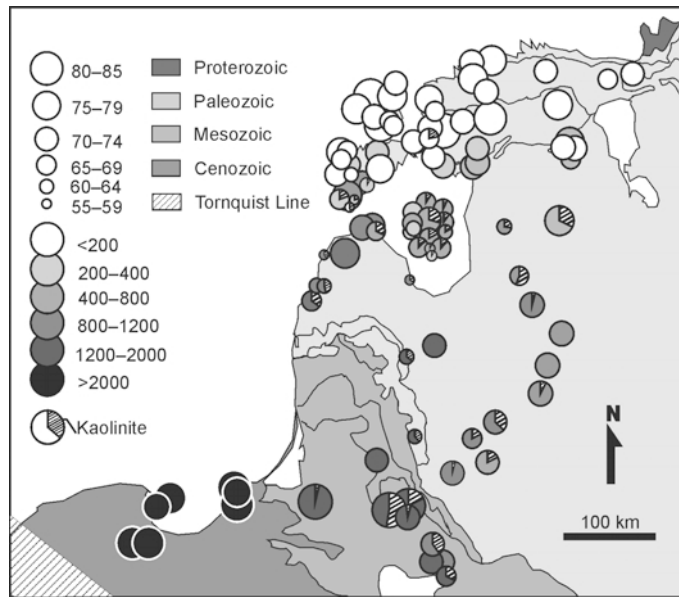 80–85
75–79
70–74
65–69
60–64
55–59
<200
200–400
400–800
800–1200
1200–2000
>2000
Kaolinite
Proterozoic
Paleozoic
Mesozoic
Cenozoic
Tornquist Line
N
100 km